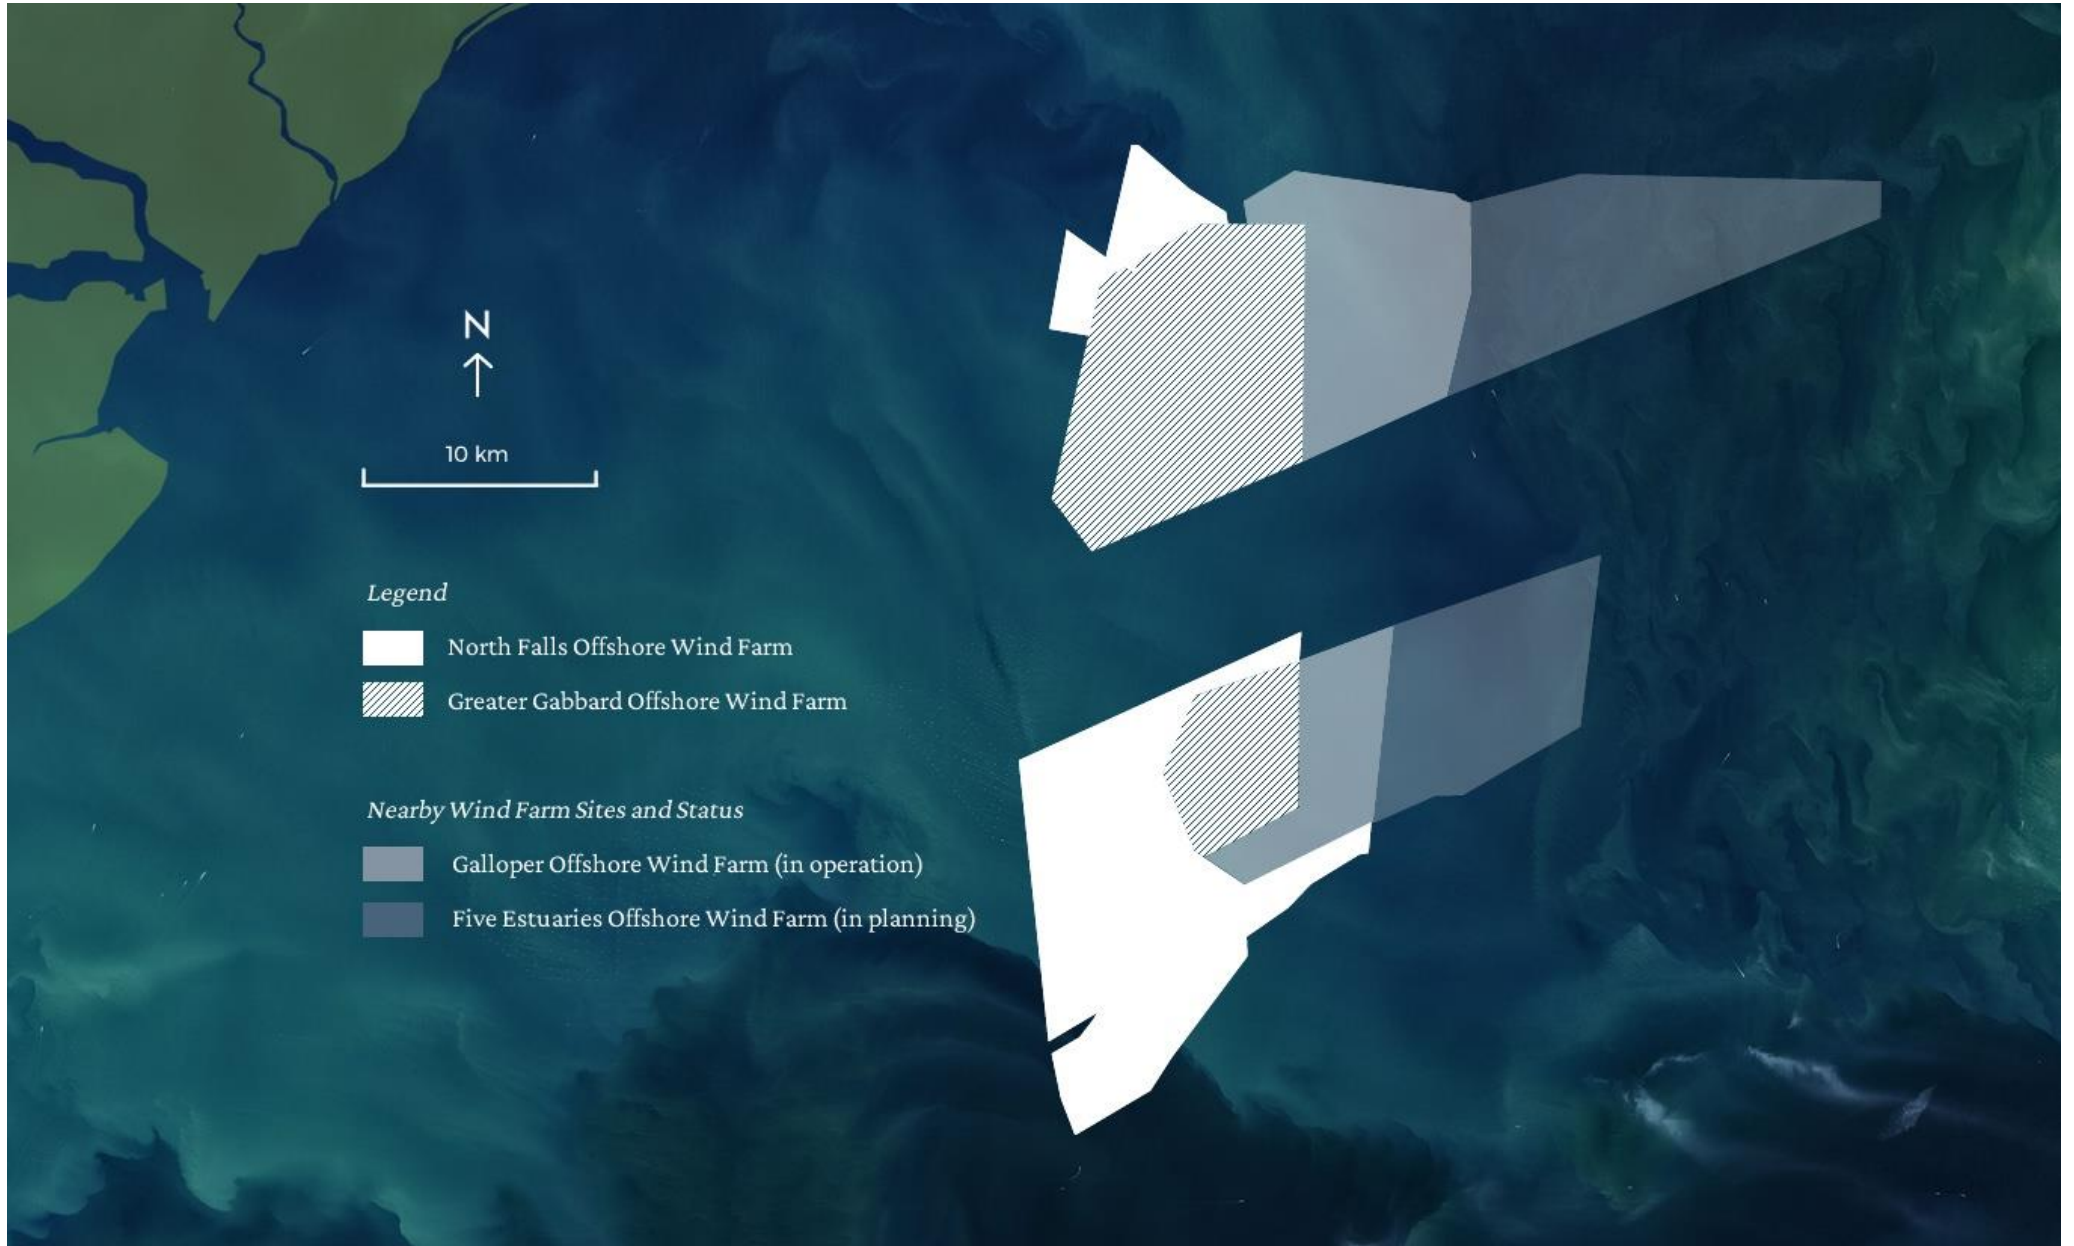 N
10 km
Legend
North Falls Offshore Wind Farm
Greater Gabbard Offshore Wind Farm
Nearby Wind Farm Sites and Status
Galloper Offshore Wind Farm (in operation)
Five Estuaries Offshore Wind Farm (in planning)